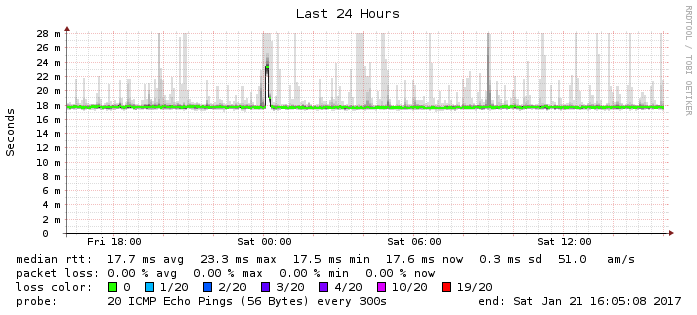 Last 24 Hours
RRDTOOL / TOBI OETIKER
Seconds
28 m
26 m
24 m
22 m
20 m
18 m
16 m
14 m
12 m
10 m
8 m
6 m
4 m
2 m
0
Fri 18:00 Sat 00:00 Sat 06:00 Sat 12:00
median rtt: 17.7 ms avg 23.3 ms max 17.5 ms min 17.6 ms now 0.3 ms sd 51.0 am/s
packet loss: 0.00 % avg 0.00 % max 0.00 % min 0.00 % now
loss color: 0 1/20 2/20 3/20 4/20 10/20 19/20
probe: 20 ICMP Echo Pings (56 Bytes) every 300s end: Sat Jan 21 16:05:08 2017